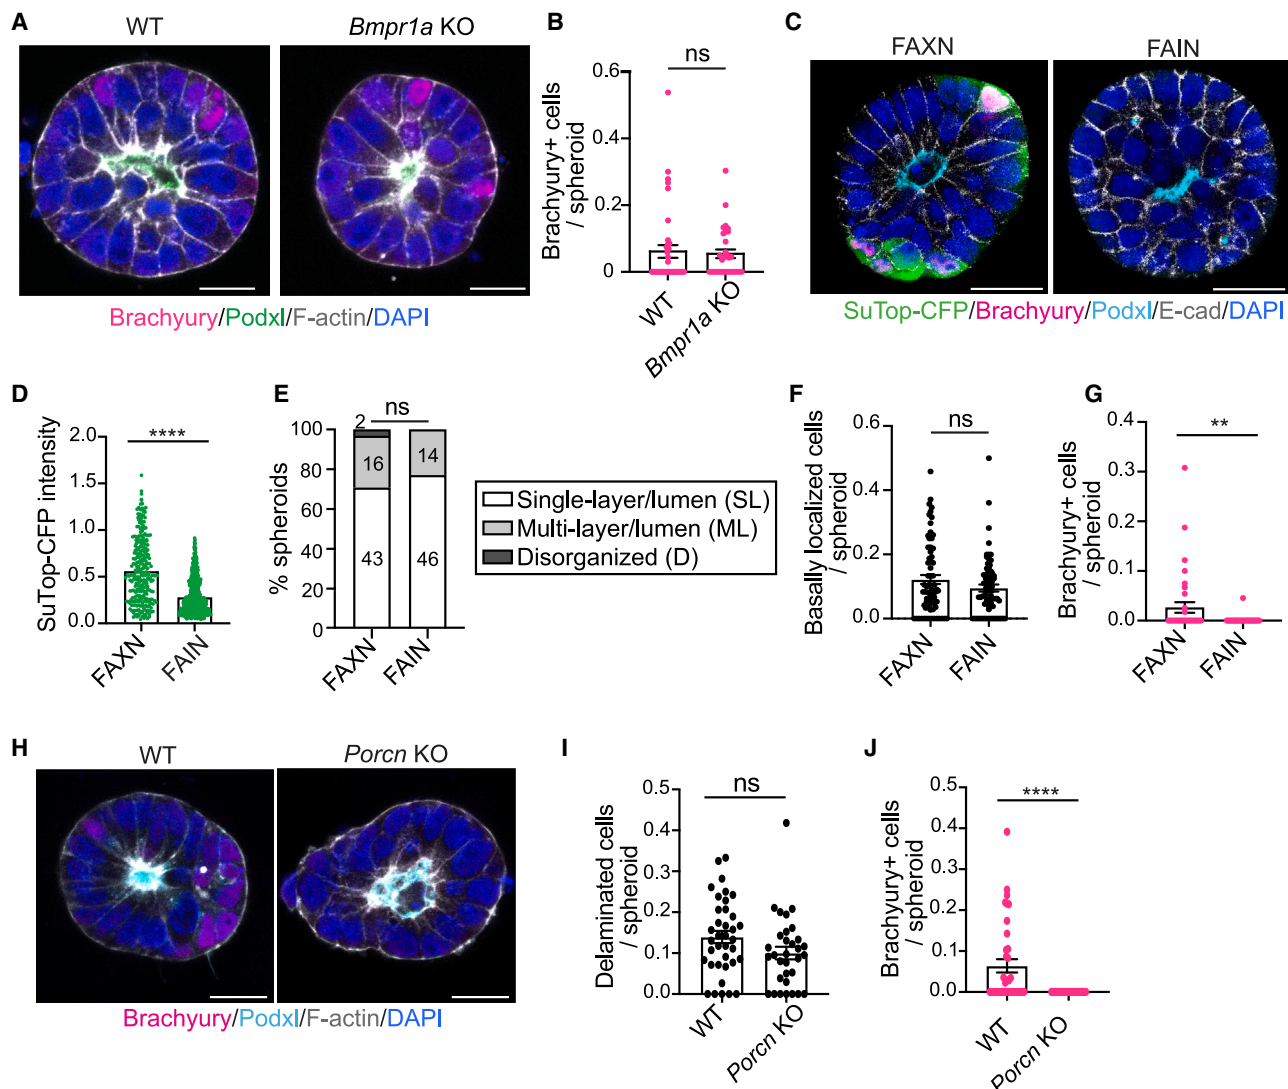 A
WT
Bmpr1a KO
Brachyury/Podxl/F-actin/DAPI
B
ns
Brachyury+ cells
/ spheroid
0.6
0.4
0.2
0
WT
Bmpr1a KO
C
FAXN
FAIN
SuTop-CFP/Brachyury/Podxl/E-cad/DAPI
D
SuTop-CFP intensity
****
2.0
1.5
1.0
0.5
0.0
FAXN
FAIN
E
ns
% spheroids
100
80
60
40
20
0
2
16
43
14
46
FAXN
FAIN
Single-layer/lumen (SL)
Multi-layer/lumen (ML)
Disorganized (D)
F
ns
Basally localized cells
/ spheroid
0.6
0.4
0.2
0.0
FAXN
FAIN
G
**
Brachyury+ cells
/ spheroid
0.4
0.3
0.2
0.1
0.0
FAXN
FAIN
H
WT
Porcn KO
Brachyury/Podxl/F-actin/DAPI
I
ns
Delaminated cells
/ spheroid
0.5
0.4
0.3
0.2
0.1
0.0
WT
Porcn KO
J
****
Brachyury+ cells
/ spheroid
0.5
0.4
0.3
0.2
0.1
0.0
WT
Porcn KO